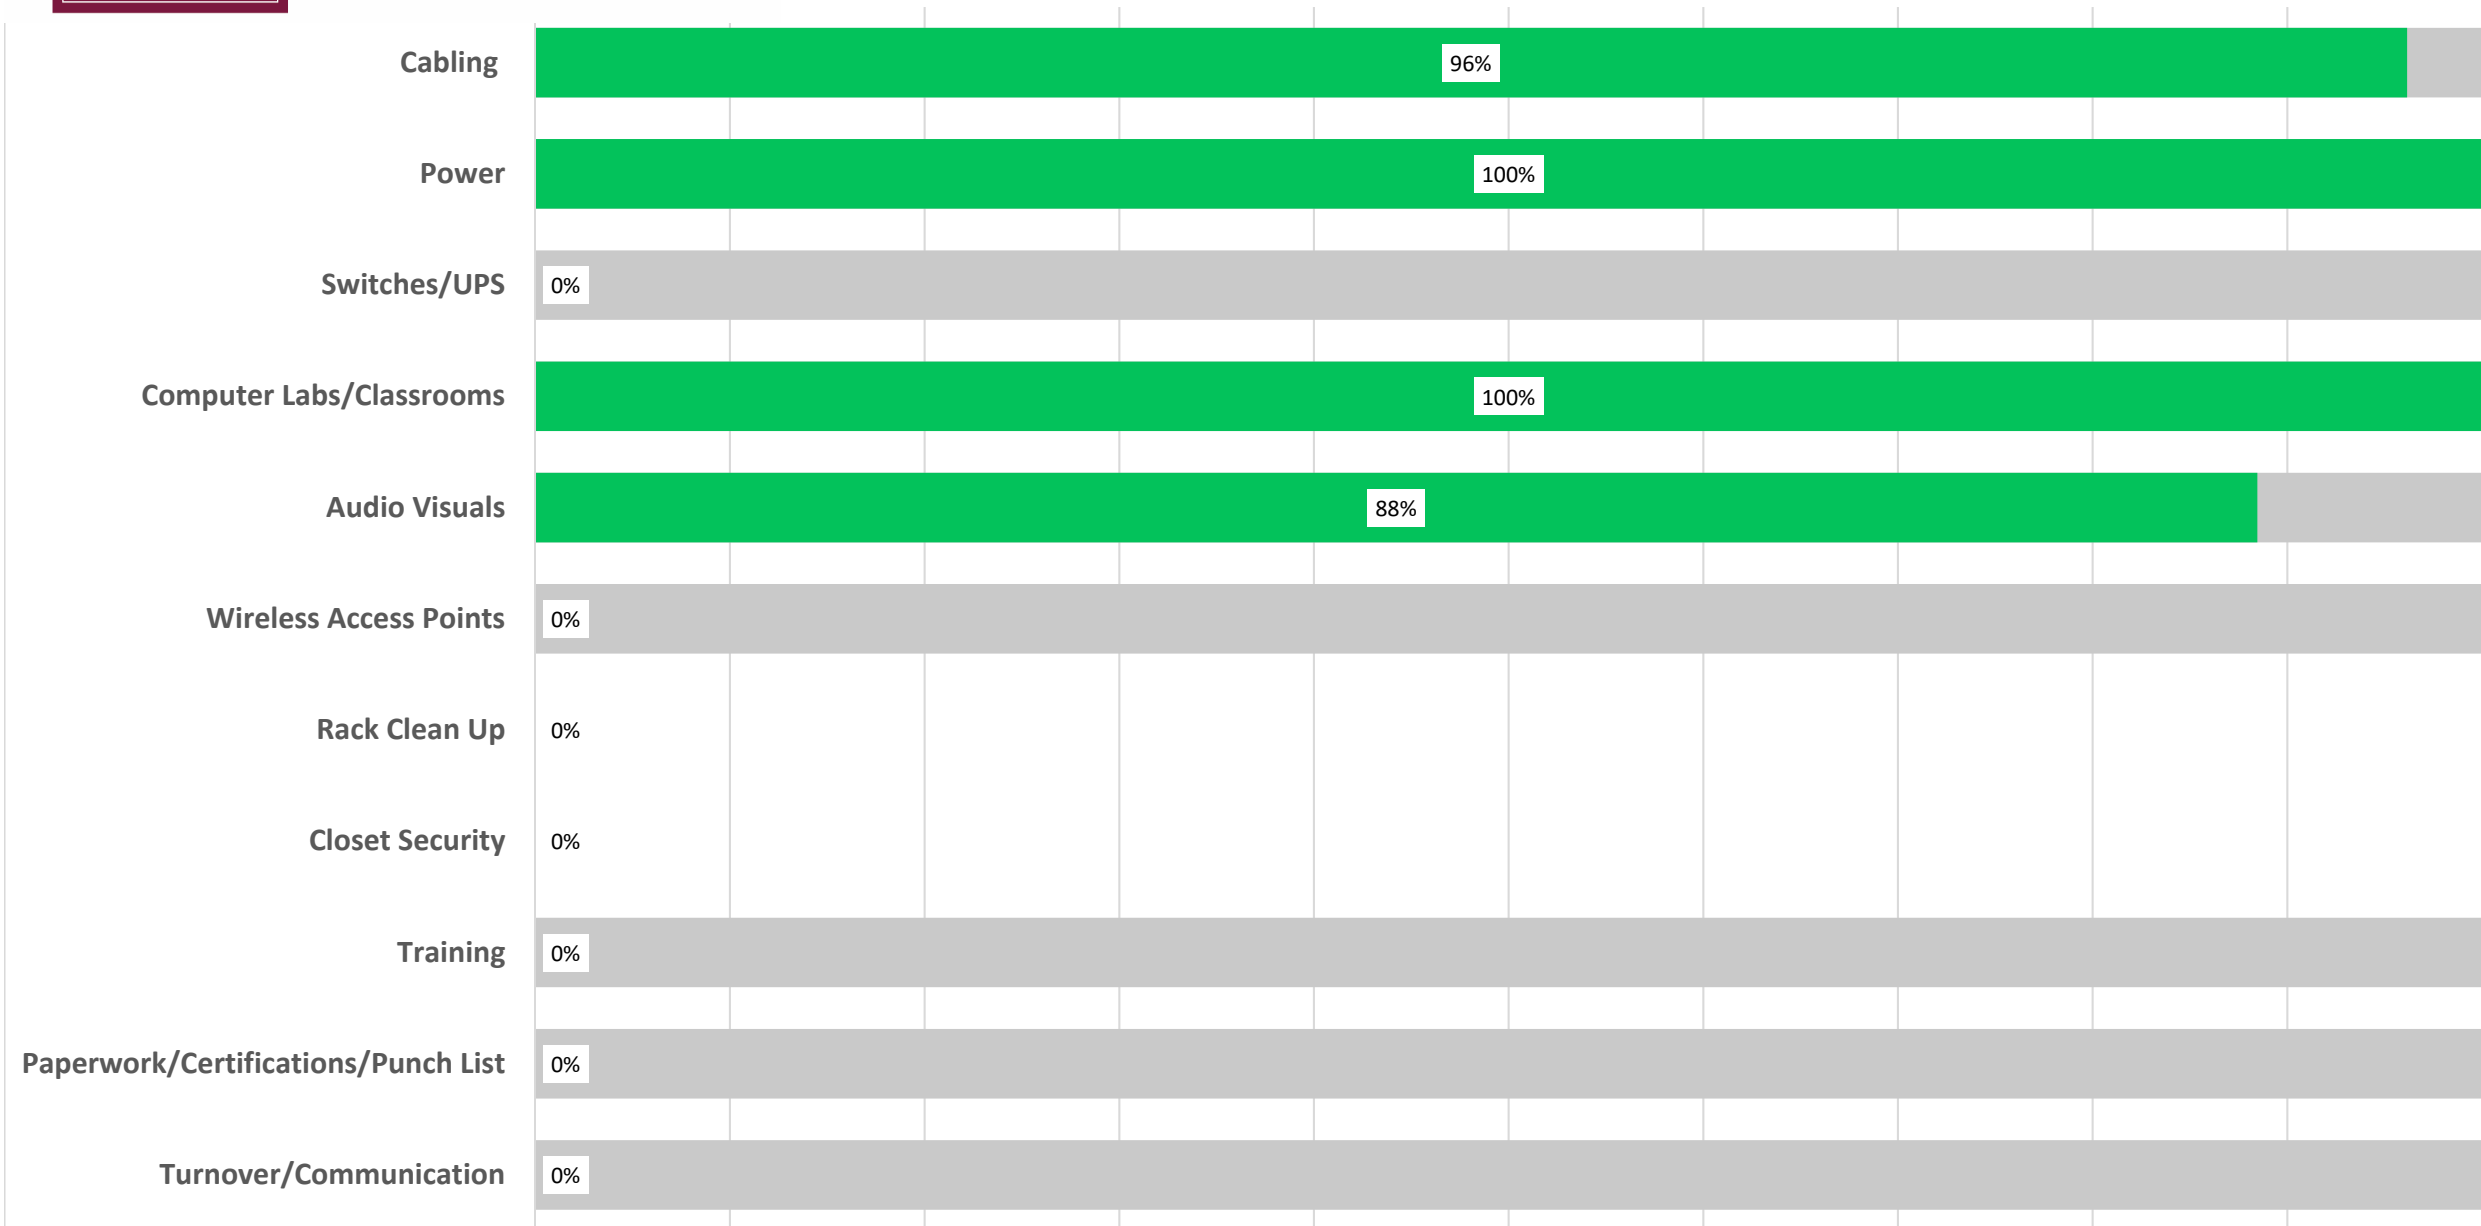 Cabling 96%
Power 100%
Switches/UPS 0%
Computer Labs/Classrooms 100%
Audio Visuals 88%
Wireless Access Points 0%
Rack Clean Up 0%
Closet Security 0%
Training 0%
Paperwork/Certifications/Punch List 0%
Turnover/Communication 0%